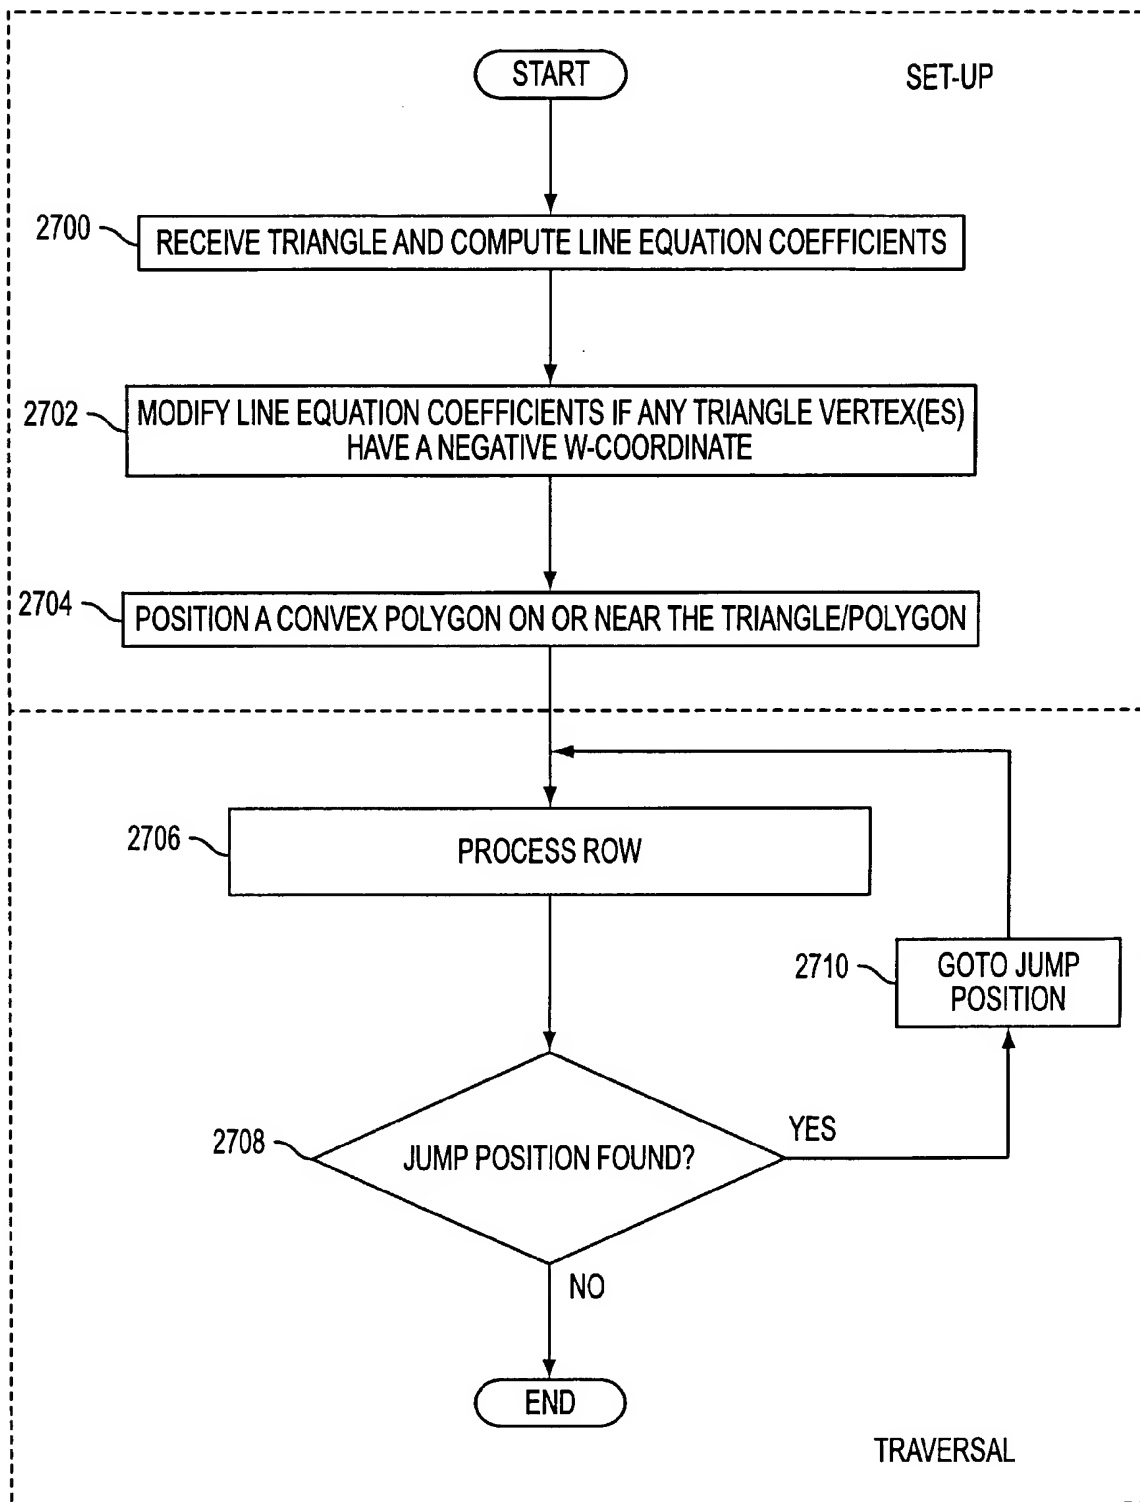 START
SET-UP
2700
RECEIVE TRIANGLE AND COMPUTE LINE EQUATION COEFFICIENTS
2702
MODIFY LINE EQUATION COEFFICIENTS IF ANY TRIANGLE VERTEX(ES)
HAVE A NEGATIVE W-COORDINATE
2704
POSITION A CONVEX POLYGON ON OR NEAR THE TRIANGLE/POLYGON
2706
PROCESS ROW
2710
GOTO JUMP
POSITION
2708
JUMP POSITION FOUND?
YES
NO
END
TRAVERSAL